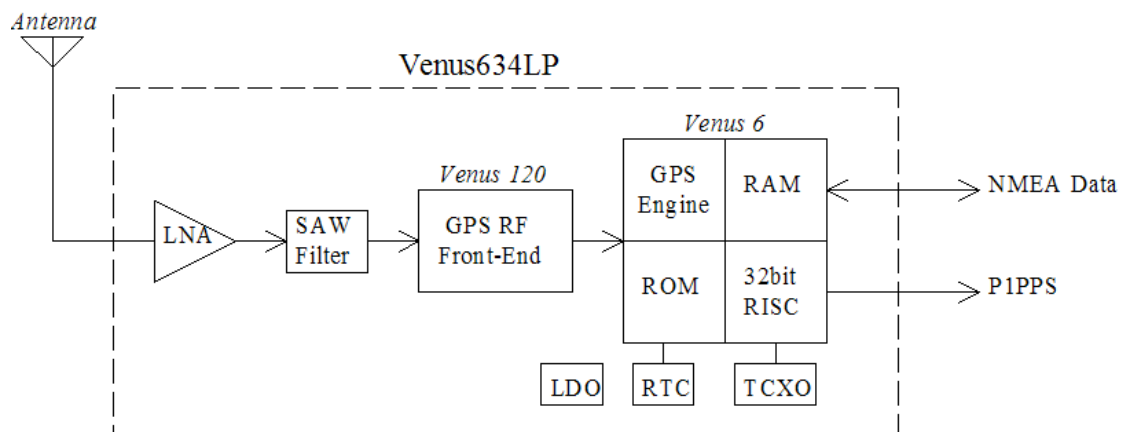 Antenna
Venus634LP
Venus 6
Venus 120
GPS
Engine
RAM
NMEA Data
LNA
SAW
Filter
GPS RF
Front-End
ROM
32bit
RISC
P1PPS
LDO
RTC
TCXO